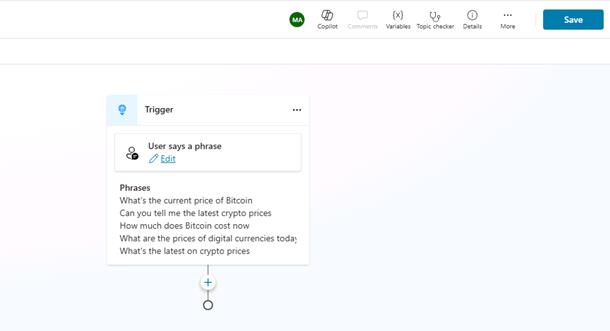 MA
Copilot
Comments
{x}
Variables
Topic checker
Details
More
Save
Trigger
User says a phrase
Edit
Phrases
What's the current price of Bitcoin
Can you tell me the latest crypto prices
How much does Bitcoin cost now
What are the prices of digital currencies today
What's the latest on crypto prices